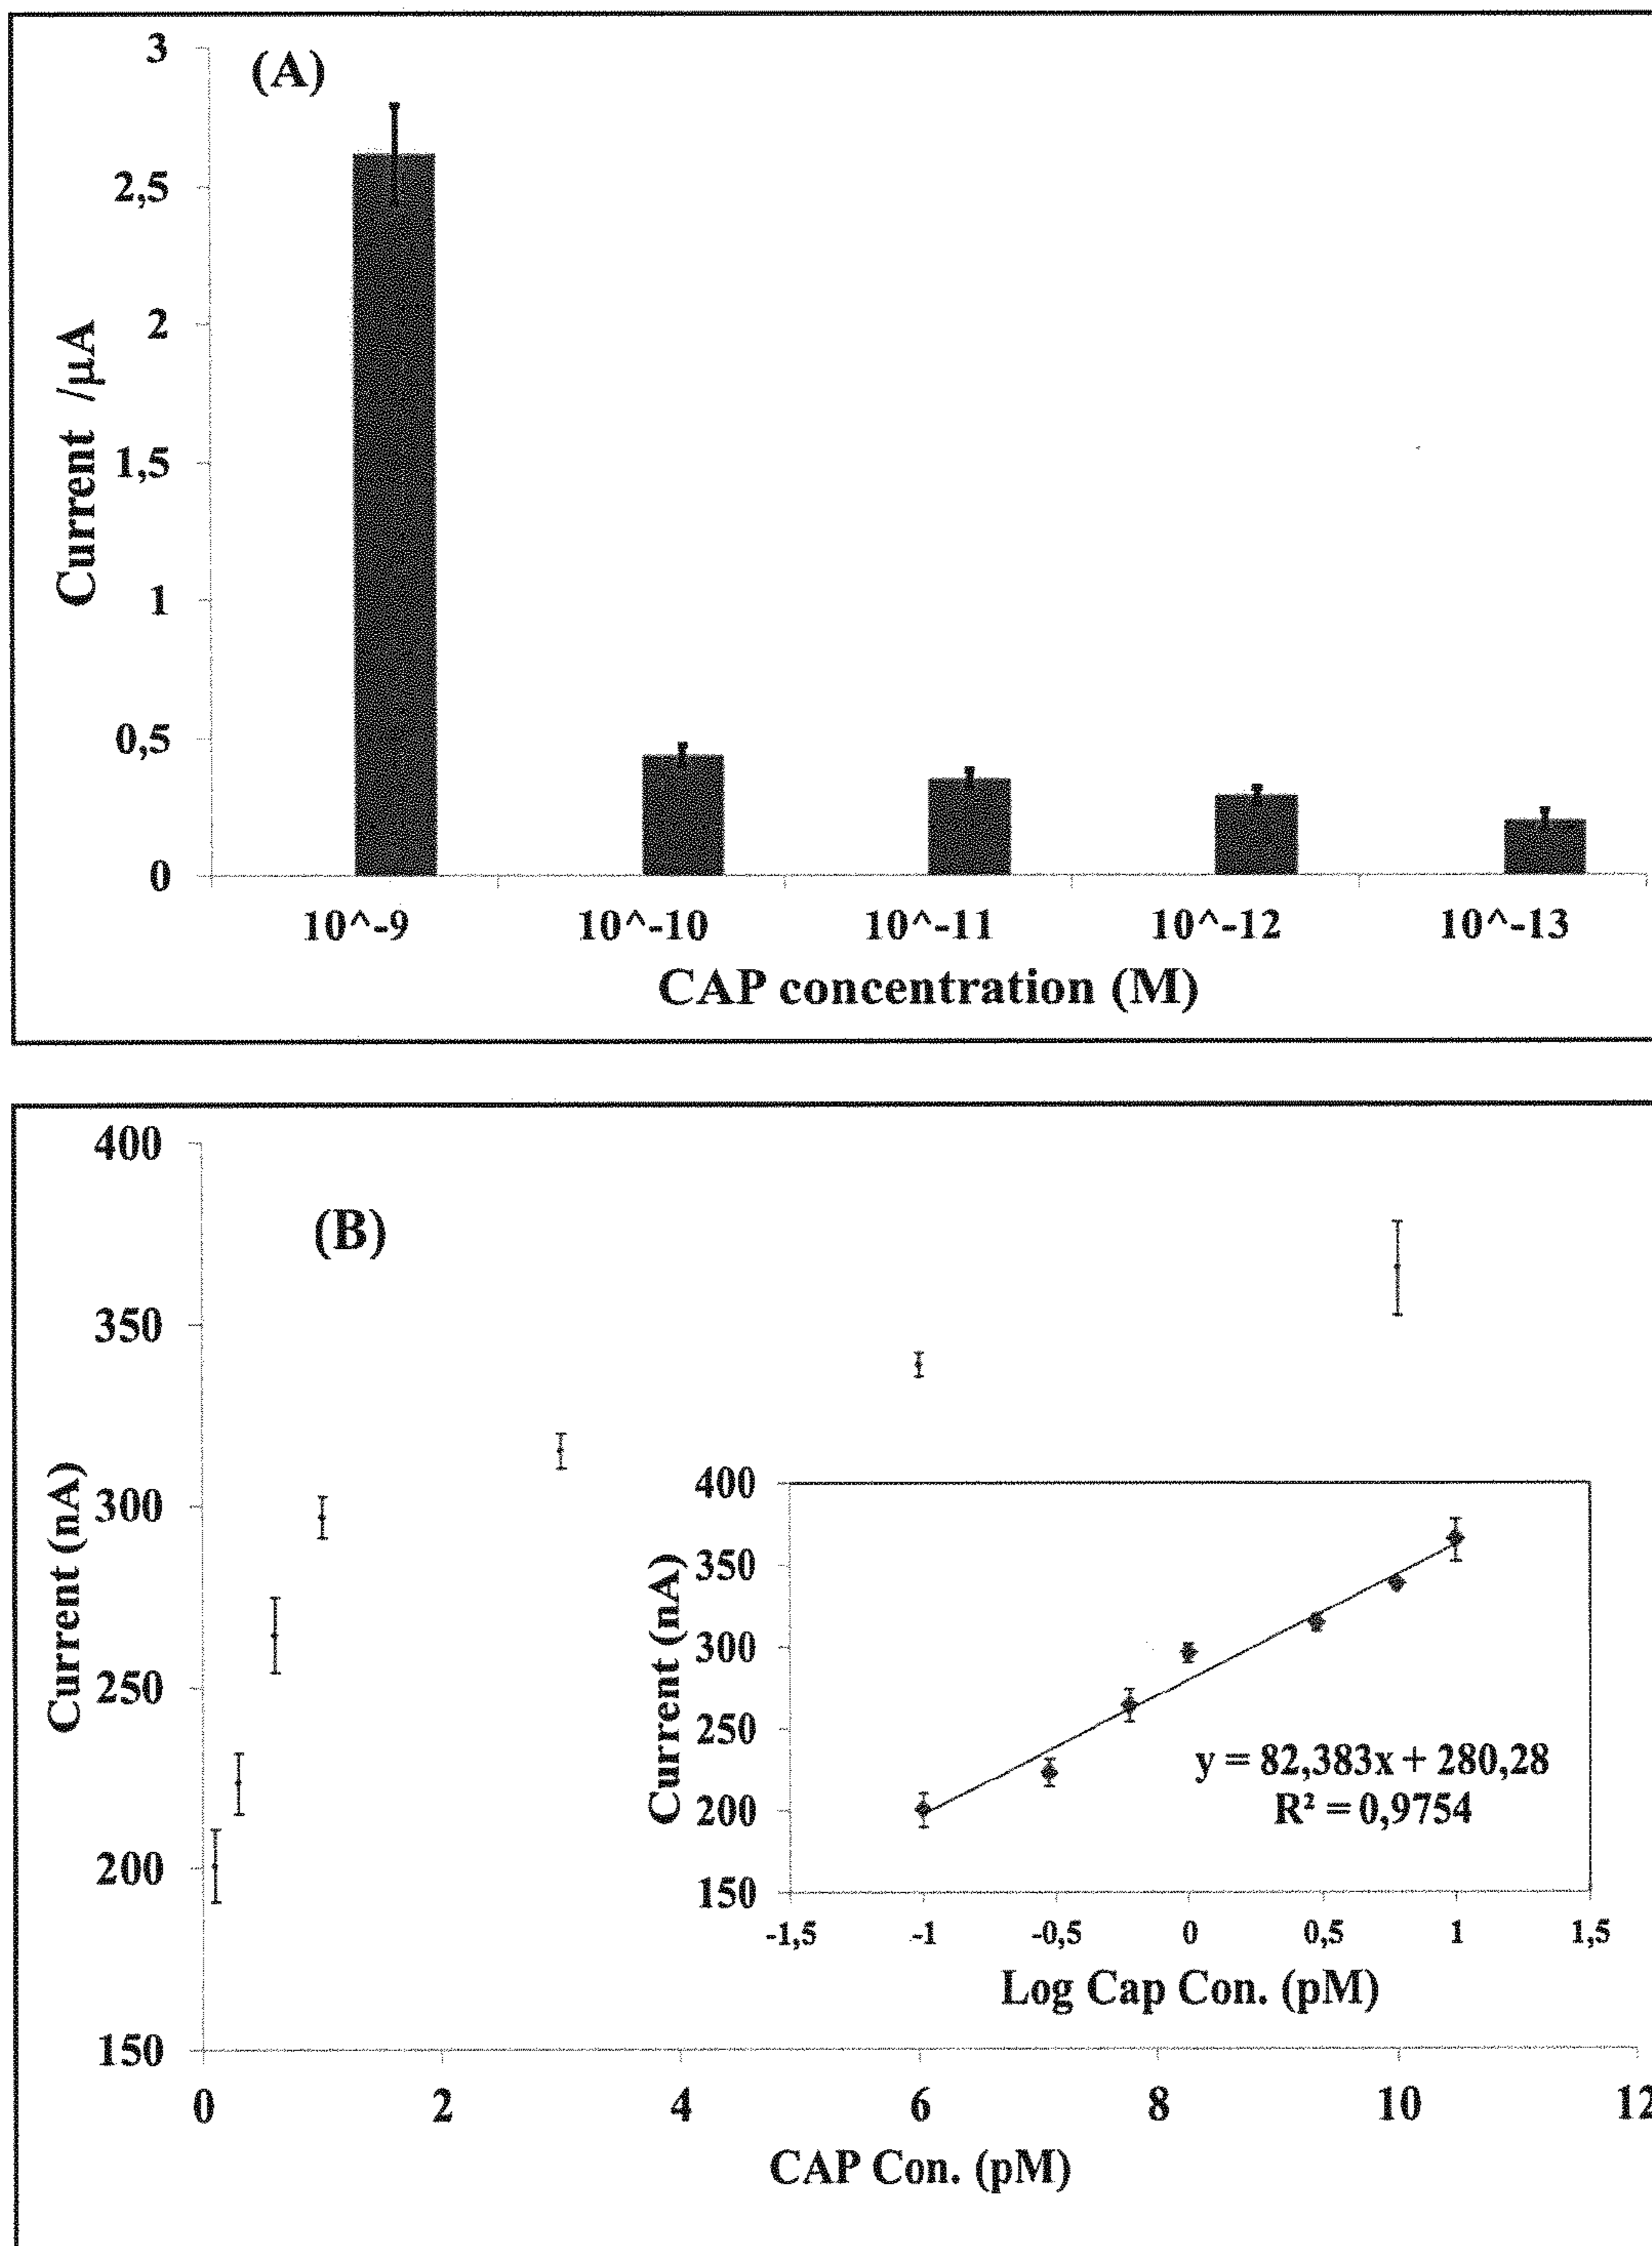 (A)
3
2,5
2
1,5
1
0,5
0
Current /µA
10^-9 10^-10 10^-11 10^-12 10^-13
CAP concentration (M)
(B)
400
350
300
250
200
150
Current (nA)
0 2 4 6 8 10 12
CAP Con. (pM)
400
350
300
250
200
150
Current (nA)
y = 82,383x + 280,28
R² = 0,9754
-1,5 -1 -0,5 0 0,5 1 1,5
Log Cap Con. (pM)